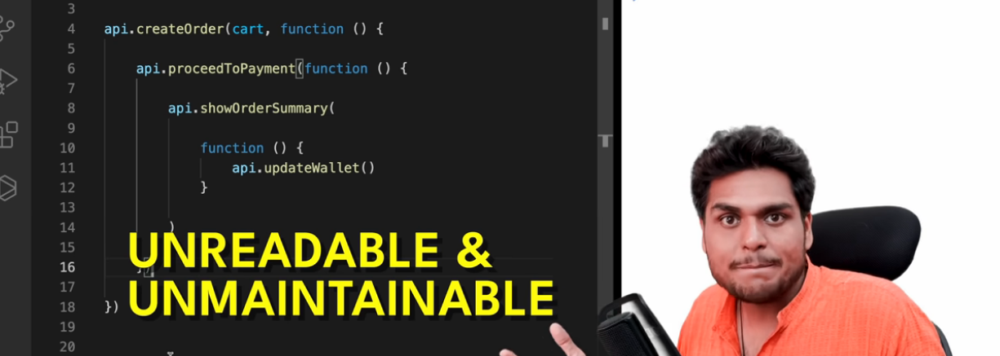 3
4 api.createOrder(cart, function () {
5
6 api.proceedToPayment(function () {
7
8 api.showOrderSummary(
9
10 function () {
11 api.updateWallet()
12 }
13
14 )
15
16 })
17
18 })
19
20
UNREADABLE &
UNMAINTAINABLE